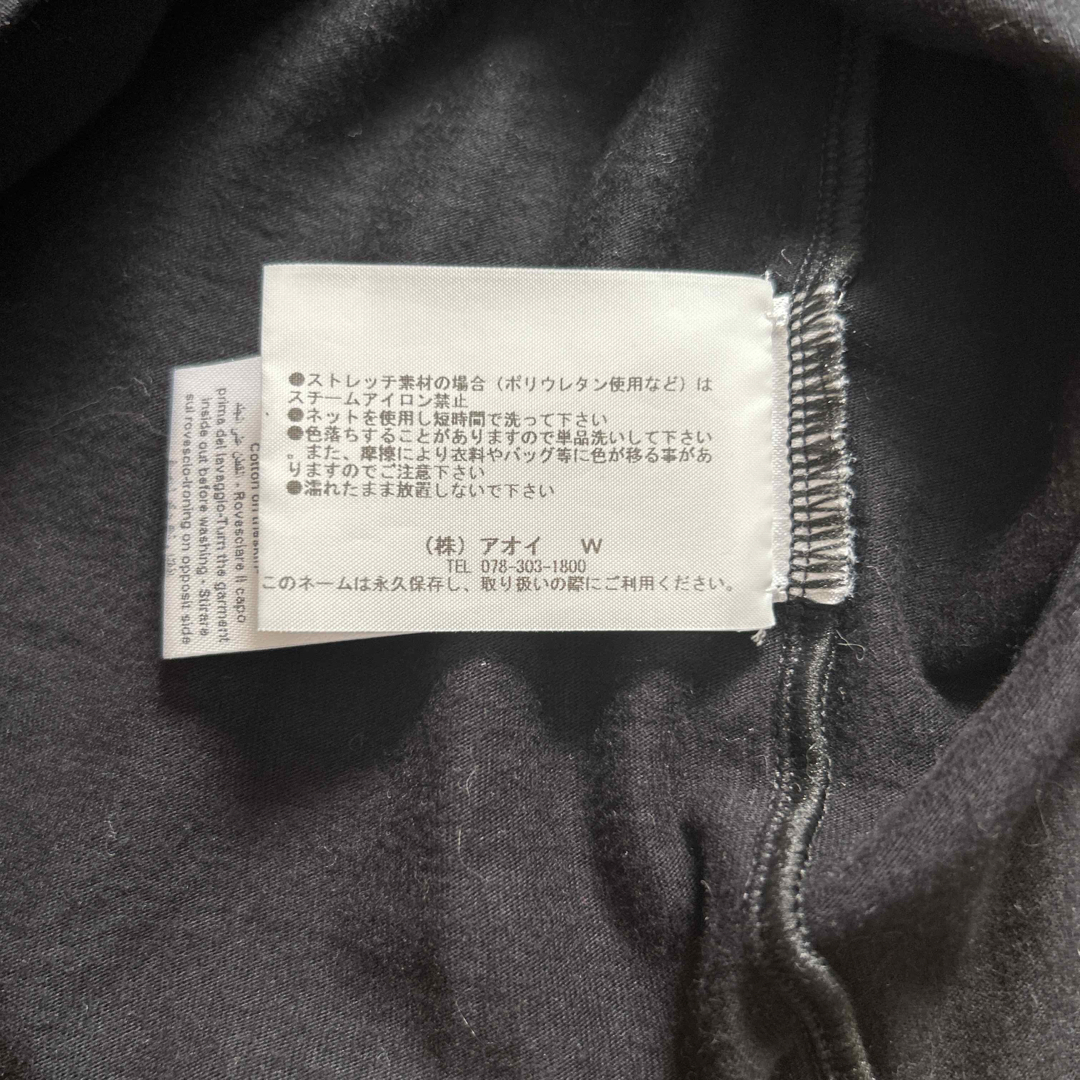 ●ストレッチ素材の場合（ポリウレタン使用など）は
スチームアイロン禁止
●ネットを使用し短時間で洗って下さい
●色落ちすることがありますので単品洗いして下さい
。また、摩擦により衣料やバッグ等に色が移る事があ
りますのでご注意下さい
●濡れたまま放置しないで下さい
（株）アオイ W
TEL 078-303-1800
このネームは永久保存し、取り扱いの際にご利用ください。
Cotton on
- Rovesciare il capo
prima del lavaggio-Turn the garment
inside out before washing - Stirare
sul rovescio-Ironing on opposit side